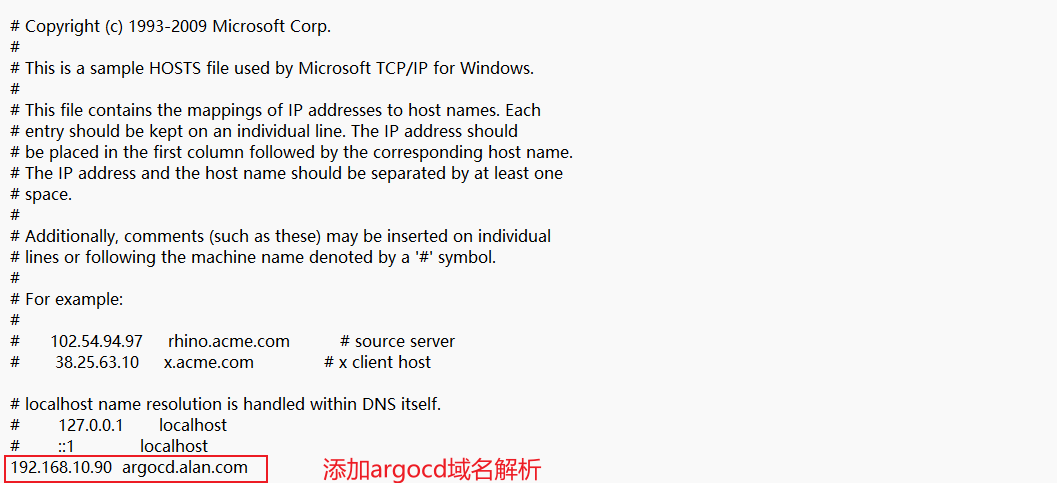 # Copyright (c) 1993-2009 Microsoft Corp.
#
# This is a sample HOSTS file used by Microsoft TCP/IP for Windows.
#
# This file contains the mappings of IP addresses to host names. Each
# entry should be kept on an individual line. The IP address should
# be placed in the first column followed by the corresponding host name.
# The IP address and the host name should be separated by at least one
# space.
#
# Additionally, comments (such as these) may be inserted on individual
# lines or following the machine name denoted by a '#' symbol.
#
# For example:
#
#       102.54.94.97     rhino.acme.com          # source server
#        38.25.63.10     x.acme.com              # x client host

# localhost name resolution is handled within DNS itself.
#        127.0.0.1       localhost
#        ::1             localhost
192.168.10.90  argocd.alan.com  添加argocd域名解析